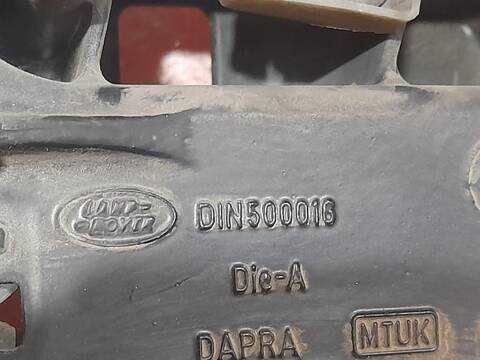 LAND-
ROVER
DIN500016
Die-A
DAPRA
MTUK